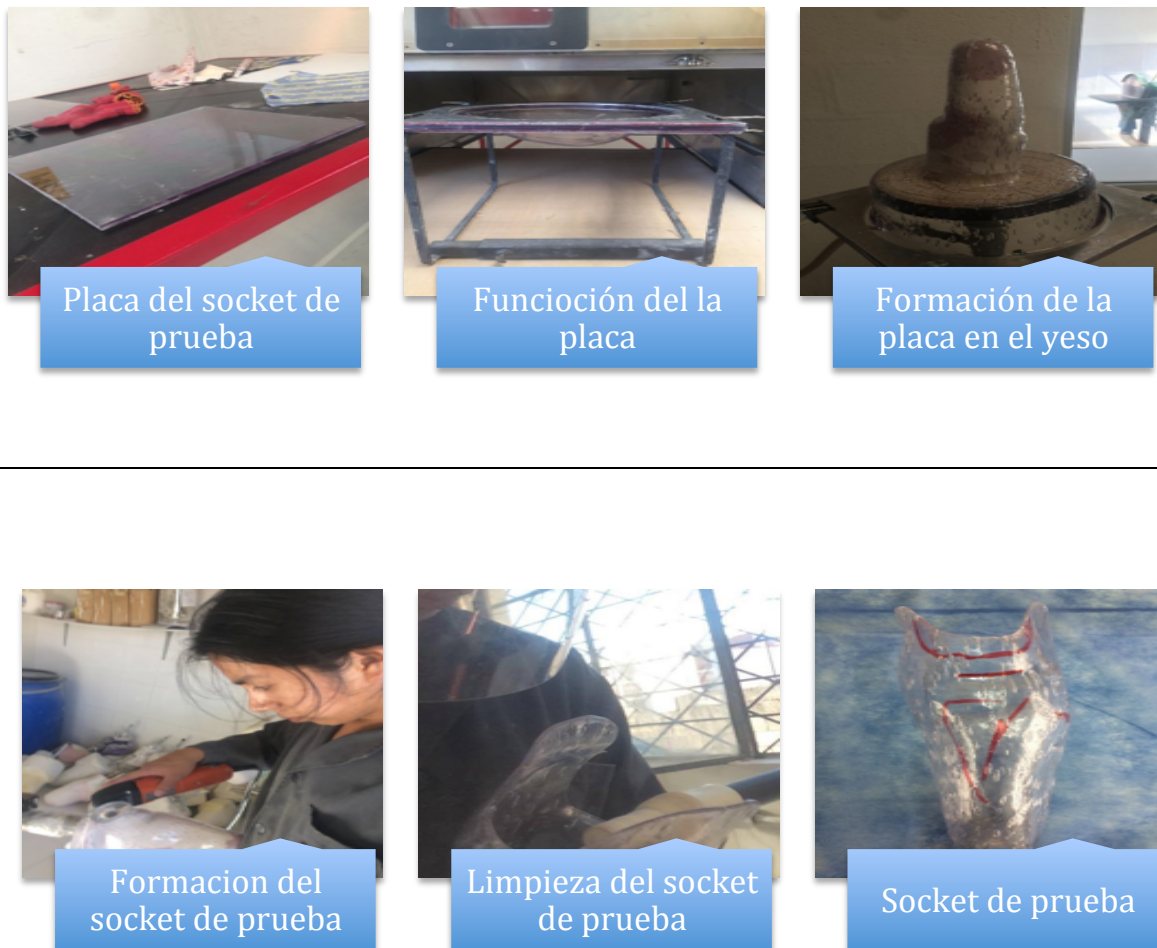 Placa del socket de
prueba
Funcioción del la
placa
Formación de la
placa en el yeso
Formacion del
socket de prueba
Limpieza del socket
de prueba
Socket de prueba